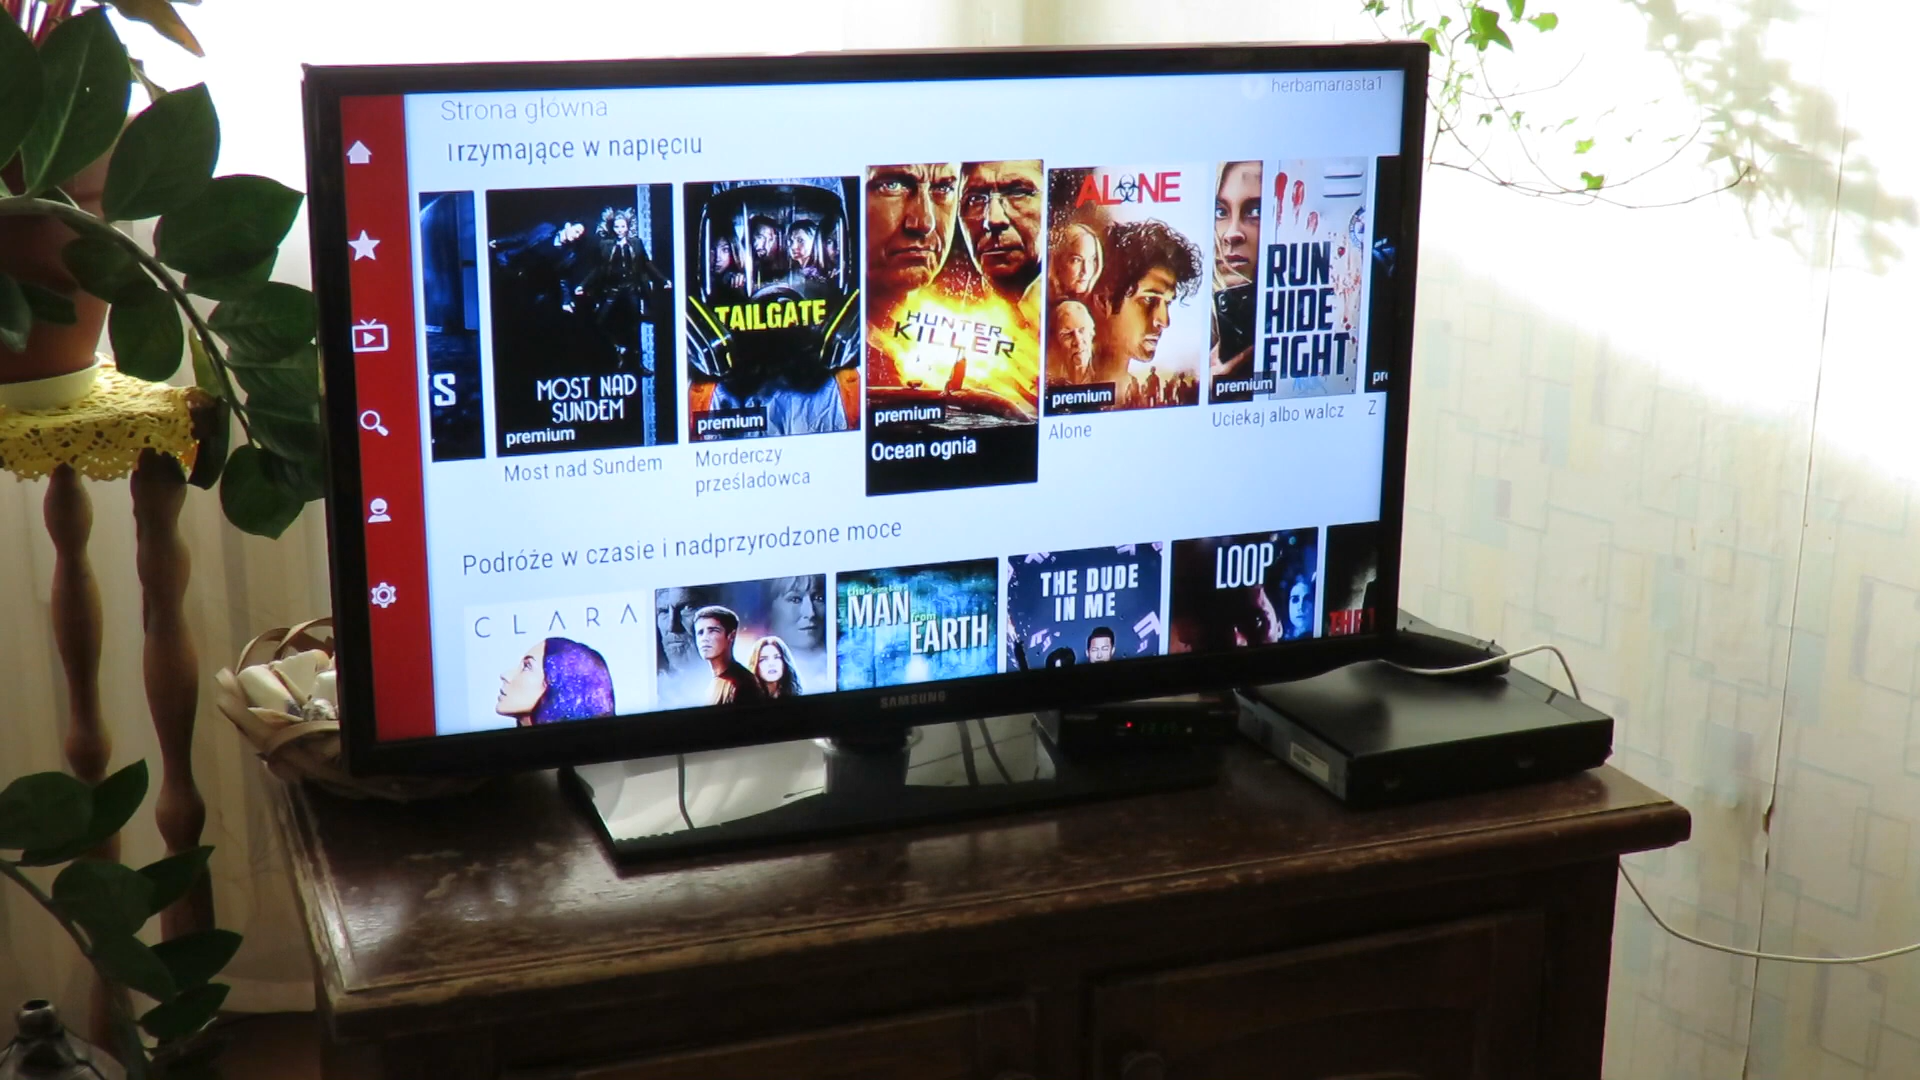 Strona główna
herbamariasta1
Trzymające w napięciu
S
MOST NAD
SUNDEM
premium
Most nad Sundem
TAILGATE
premium
Morderczy
prześladowca
HUNTER
KILLER
premium
Ocean ognia
ALONE
premium
Alone
RUN
HIDE
FIGHT
premium
Uciekaj albo walcz
pr
Z
Podróże w czasie i nadprzyrodzone moce
CLARA
MAN
from
EARTH
THE DUDE
IN ME
LOOP
THE
SAMSUNG